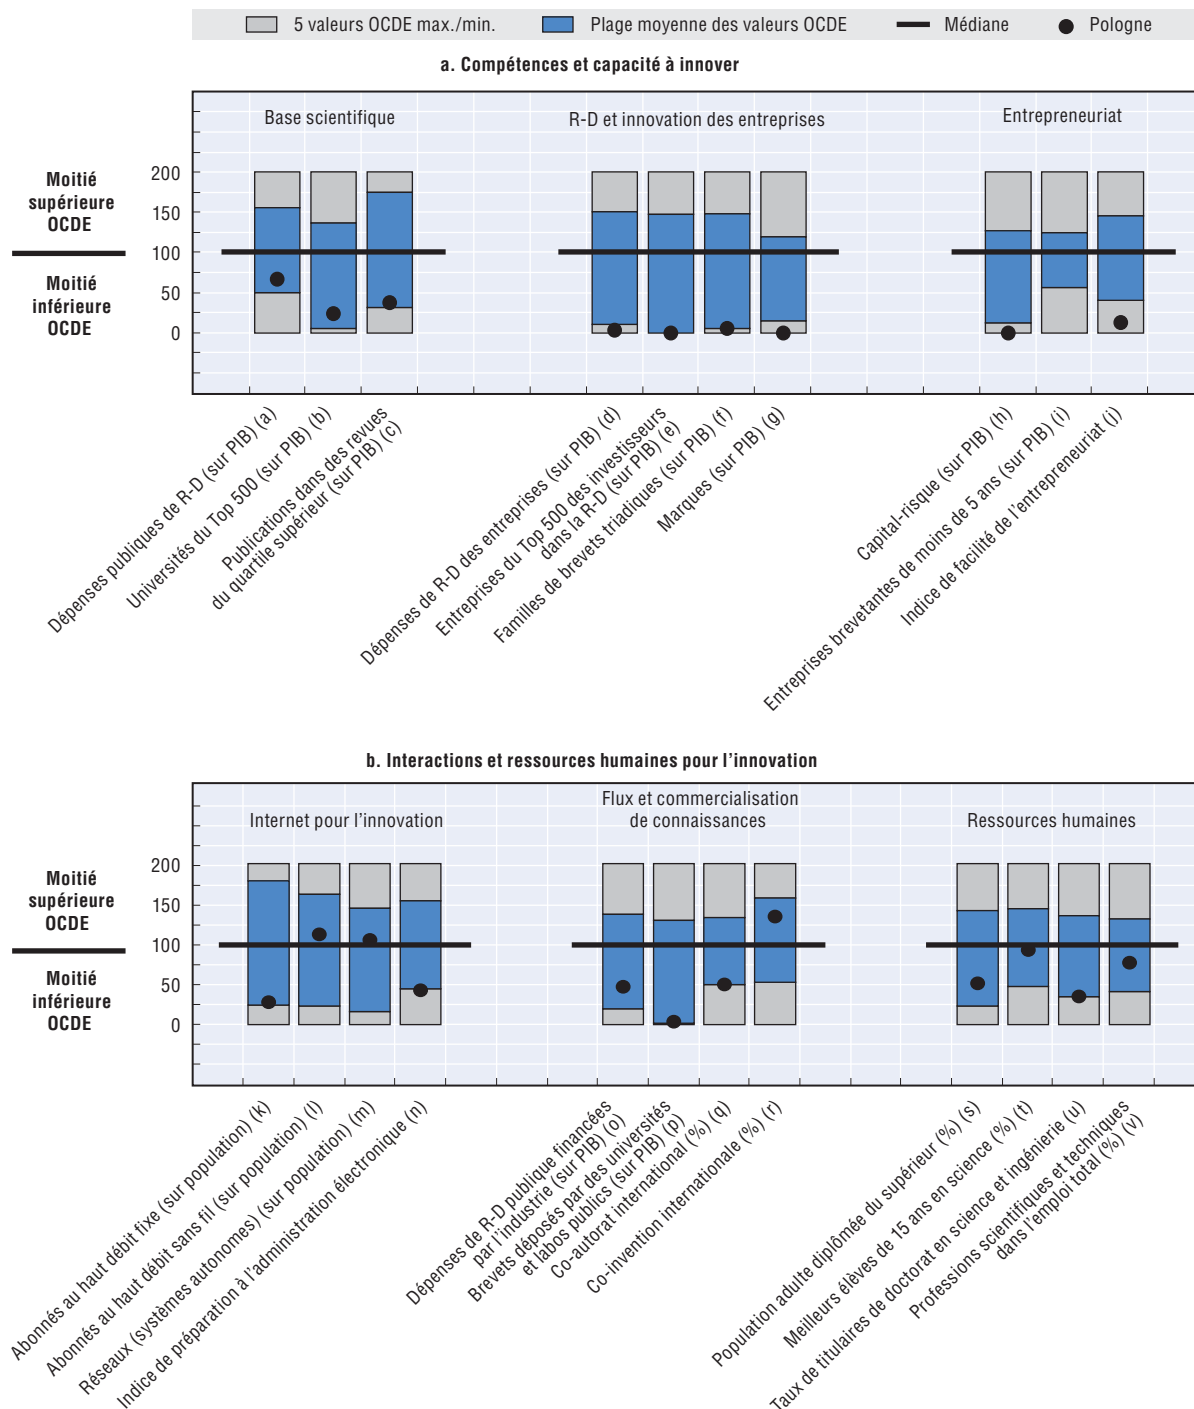 5 valeurs OCDE max./min. Plage moyenne des valeurs OCDE Médiane Pologne
a. Compétences et capacité à innover
Base scientifique
R-D et innovation des entreprises
Entrepreneuriat
Moitié
supérieure
OCDE
Moitié
inférieure
OCDE
200
150
100
50
0
Dépenses publiques de R-D (sur PIB) (a)
Universités du Top 500 (sur PIB) (b)
Publications dans des revues
du quartile supérieur (sur PIB) (c)
Dépenses de R-D des entreprises (sur PIB) (d)
Entreprises du Top 500 des investisseurs
dans la R-D (sur PIB) (e)
Familles de brevets triadiques (sur PIB) (f)
Marques (sur PIB) (g)
Capital-risque (sur PIB) (h)
Entreprises brevetantes de moins de 5 ans (sur PIB) (i)
Indice de facilité de l'entrepreneuriat (j)
b. Interactions et ressources humaines pour l'innovation
Internet pour l'innovation
Flux et commercialisation
de connaissances
Ressources humaines
Moitié
supérieure
OCDE
Moitié
inférieure
OCDE
200
150
100
50
0
Abonnés au haut débit fixe (sur population) (k)
Abonnés au haut débit sans fil (sur population) (l)
Réseaux (systèmes autonomes) (sur population) (m)
Indice de préparation à l'administration électronique (n)
Dépenses de R-D publique financées
par l'industrie (sur PIB) (o)
Brevets déposés par des universités
et labos publics (sur PIB) (p)
Co-autorat international (%) (q)
Co-invention internationale (%) (r)
Population adulte diplômée du supérieur (%) (s)
Meilleurs élèves de 15 ans en science (%) (t)
Taux de titulaires de doctorat en science et ingénierie (u)
Professions scientifiques et techniques
dans l'emploi total (%) (v)